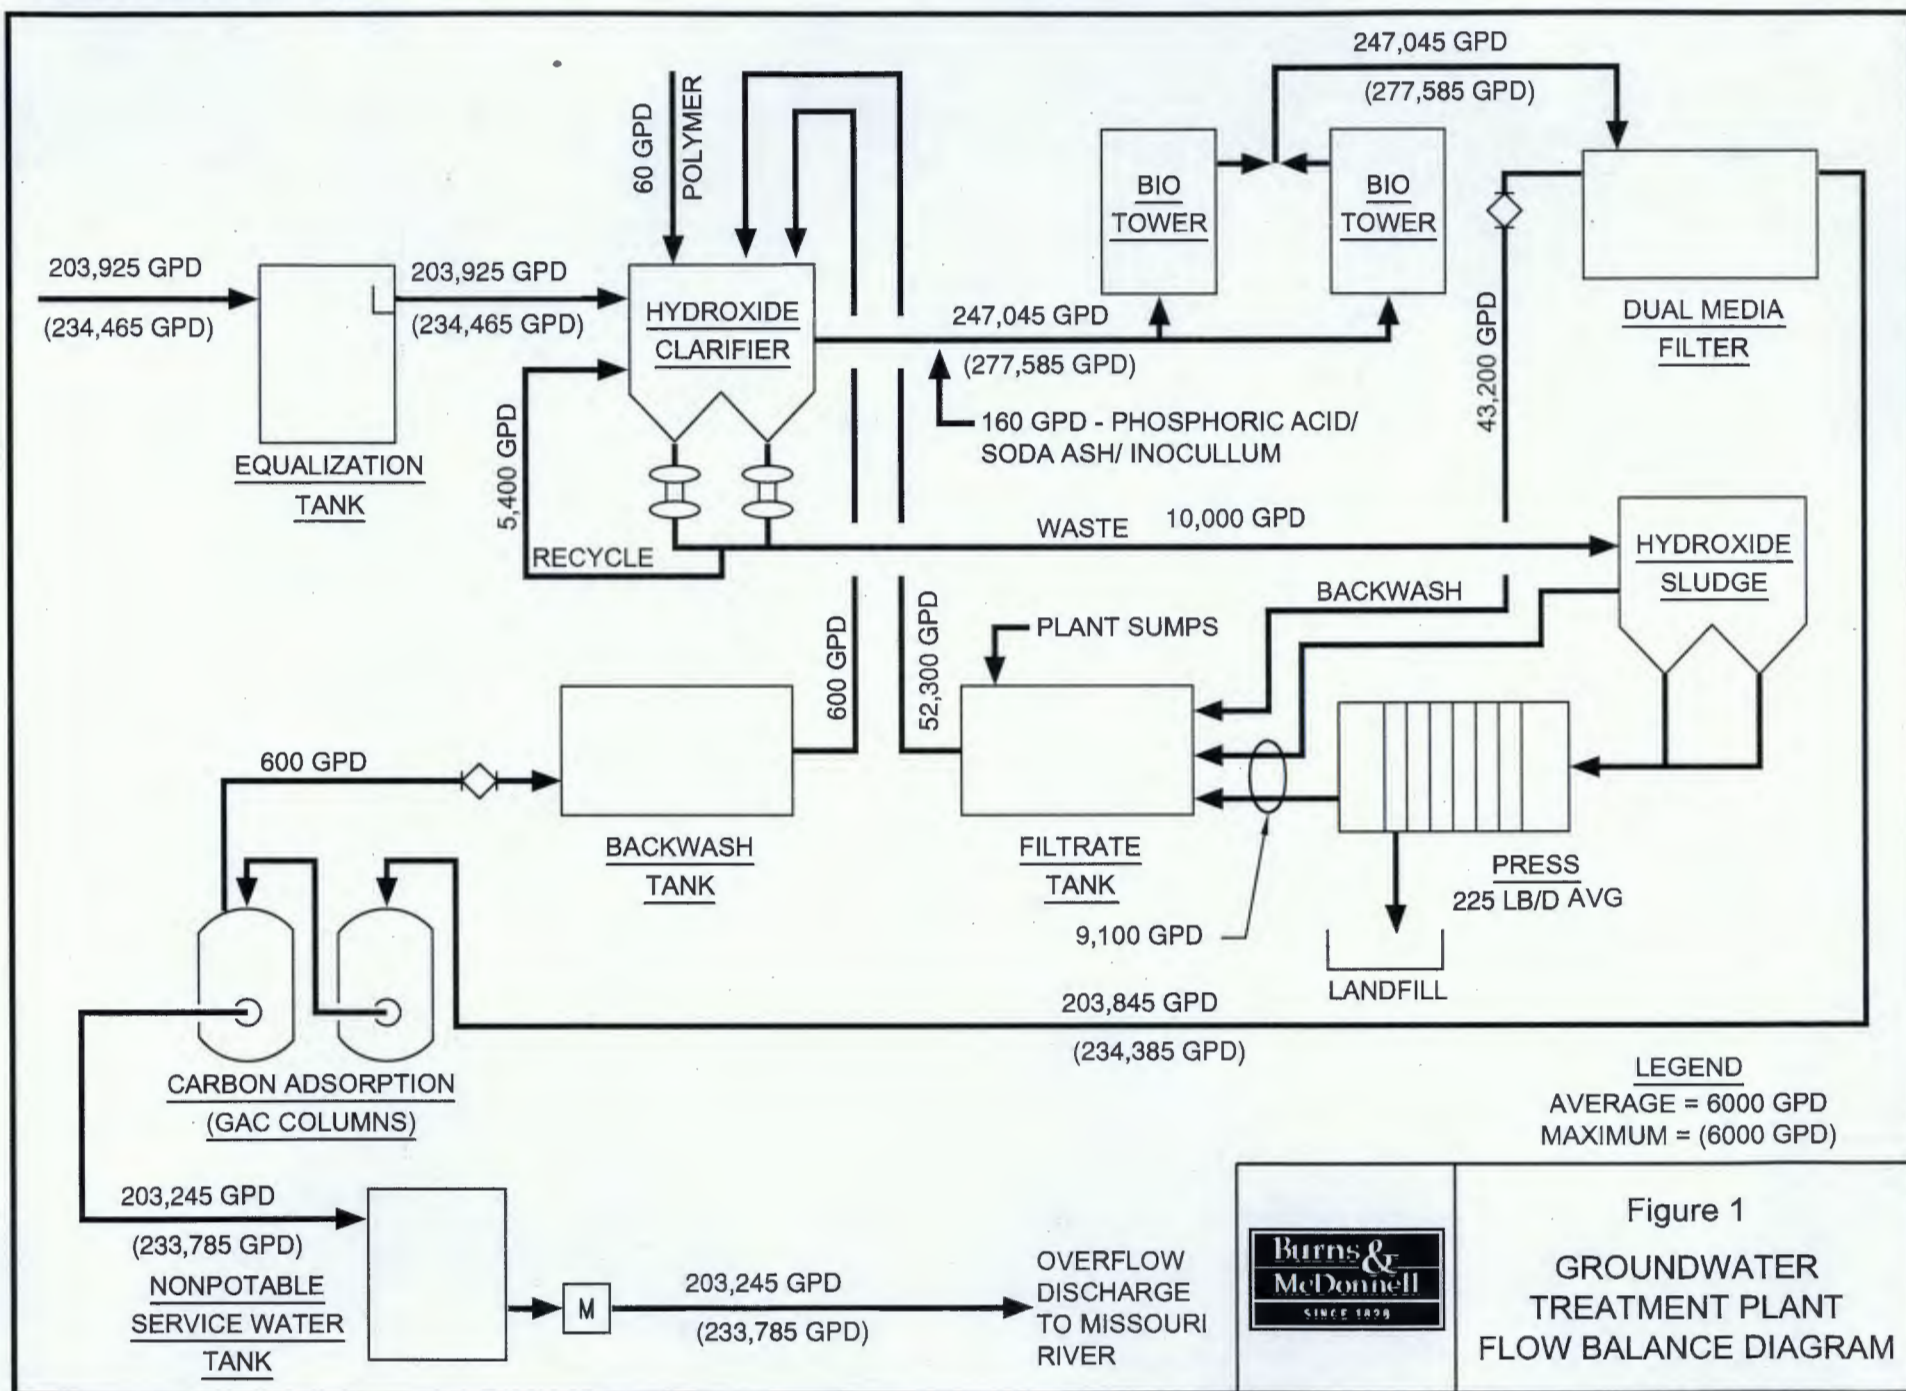 247,045 GPD
(277,585 GPD)
60 GPD
POLYMER
BIO
TOWER
BIO
TOWER
203,925 GPD
(234,465 GPD)
203,925 GPD
(234,465 GPD)
HYDROXIDE
CLARIFIER
247,045 GPD
(277,585 GPD)
43,200 GPD
DUAL MEDIA
FILTER
160 GPD - PHOSPHORIC ACID/
SODA ASH/ INOCULLUM
EQUALIZATION
TANK
5,400 GPD
RECYCLE
WASTE 10,000 GPD
HYDROXIDE
SLUDGE
BACKWASH
PLANT SUMPS
600 GPD
52,300 GPD
600 GPD
BACKWASH
TANK
FILTRATE
TANK
PRESS
225 LB/D AVG
9,100 GPD
LANDFILL
203,845 GPD
(234,385 GPD)
CARBON ADSORPTION
(GAC COLUMNS)
LEGEND
AVERAGE = 6000 GPD
MAXIMUM = (6000 GPD)
203,245 GPD
(233,785 GPD)
NONPOTABLE
SERVICE WATER
TANK
M
203,245 GPD
(233,785 GPD)
OVERFLOW
DISCHARGE
TO MISSOURI
RIVER
Burns &
McDonnell
SINCE 1898
Figure 1
GROUNDWATER
TREATMENT PLANT
FLOW BALANCE DIAGRAM